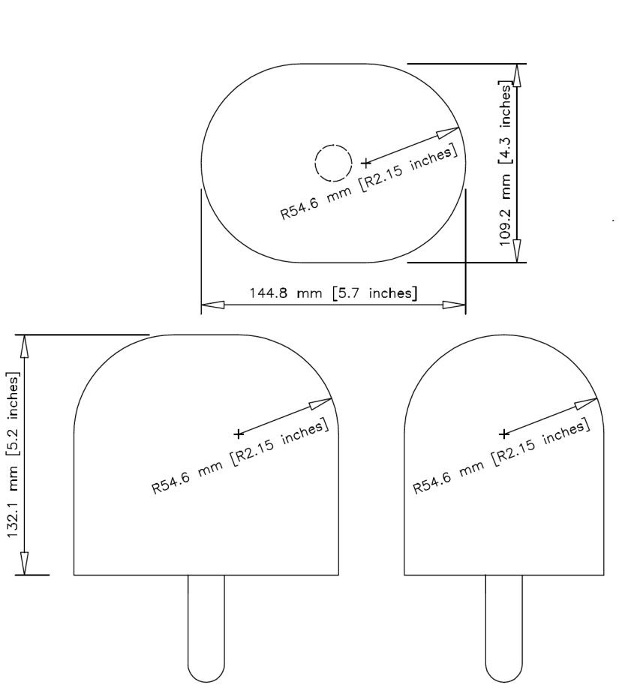 R54.6 mm [R2.15 inches]
109.2 mm [4.3 inches]
144.8 mm [5.7 inches]
132.1 mm [5.2 inches]
R54.6 mm [R2.15 inches]
R54.6 mm [R2.15 inches]